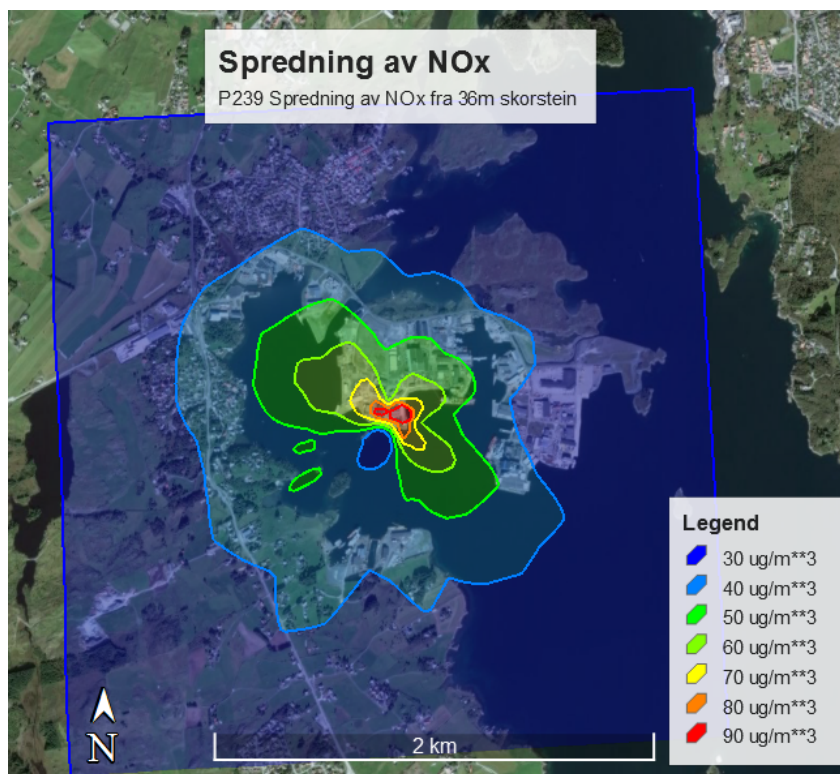 Spredning av NOx
P239 Spredning av NOx fra 36m skorstein
Legend
30 ug/m**3
40 ug/m**3
50 ug/m**3
60 ug/m**3
70 ug/m**3
80 ug/m**3
90 ug/m**3
N
2 km